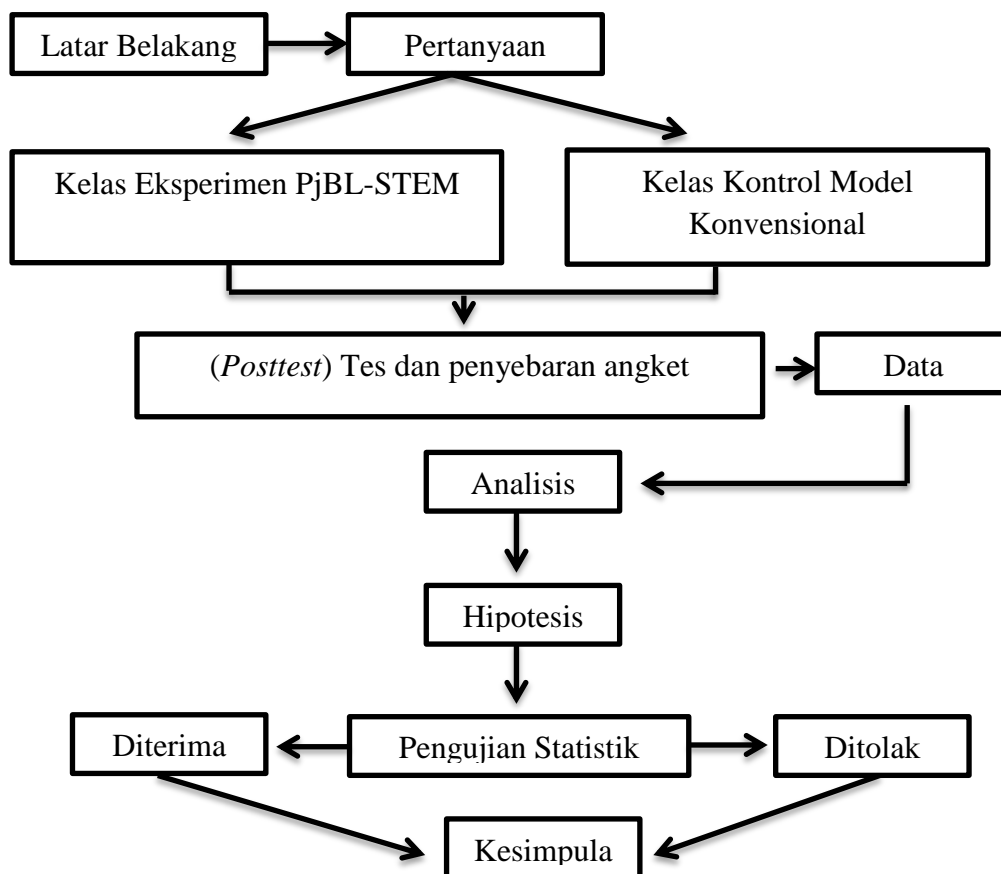 Latar Belakang
Pertanyaan
Kelas Eksperimen PjBL-STEM
Kelas Kontrol Model
Konvensional
(Posttest) Tes dan penyebaran angket
Data
Analisis
Hipotesis
Diterima
Pengujian Statistik
Ditolak
Kesimpula